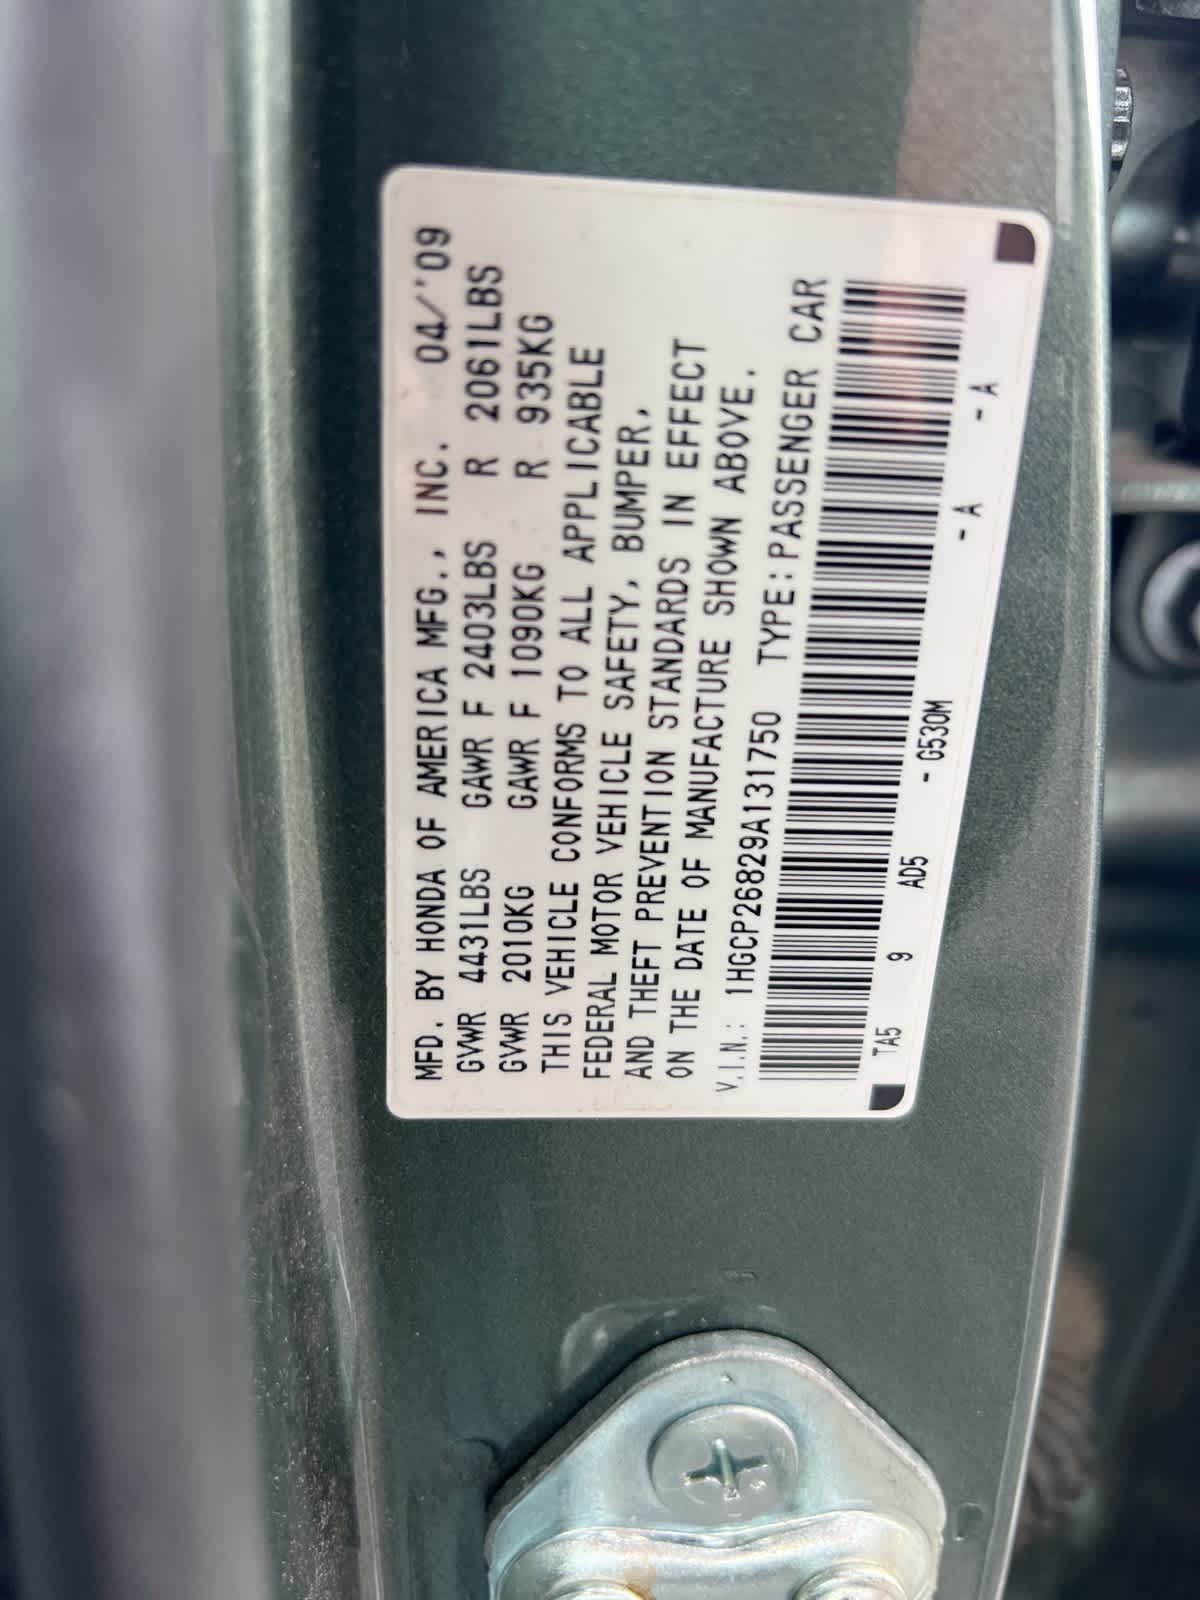 MFD. BY HONDA OF AMERICA MFG., INC. 04/'09
GVWR 4431LBS GAWR F 2403LBS R 2061LBS
GVWR 2010KG GAWR F 1090KG R 935KG
THIS VEHICLE CONFORMS TO ALL APPLICABLE
FEDERAL MOTOR VEHICLE SAFETY, BUMPER,
AND THEFT PREVENTION STANDARDS IN EFFECT
ON THE DATE OF MANUFACTURE SHOWN ABOVE.
V.I.N.: 1HGCP26829A131750 TYPE:PASSENGER CAR
TA5 9 AD5 - G530M - A - A